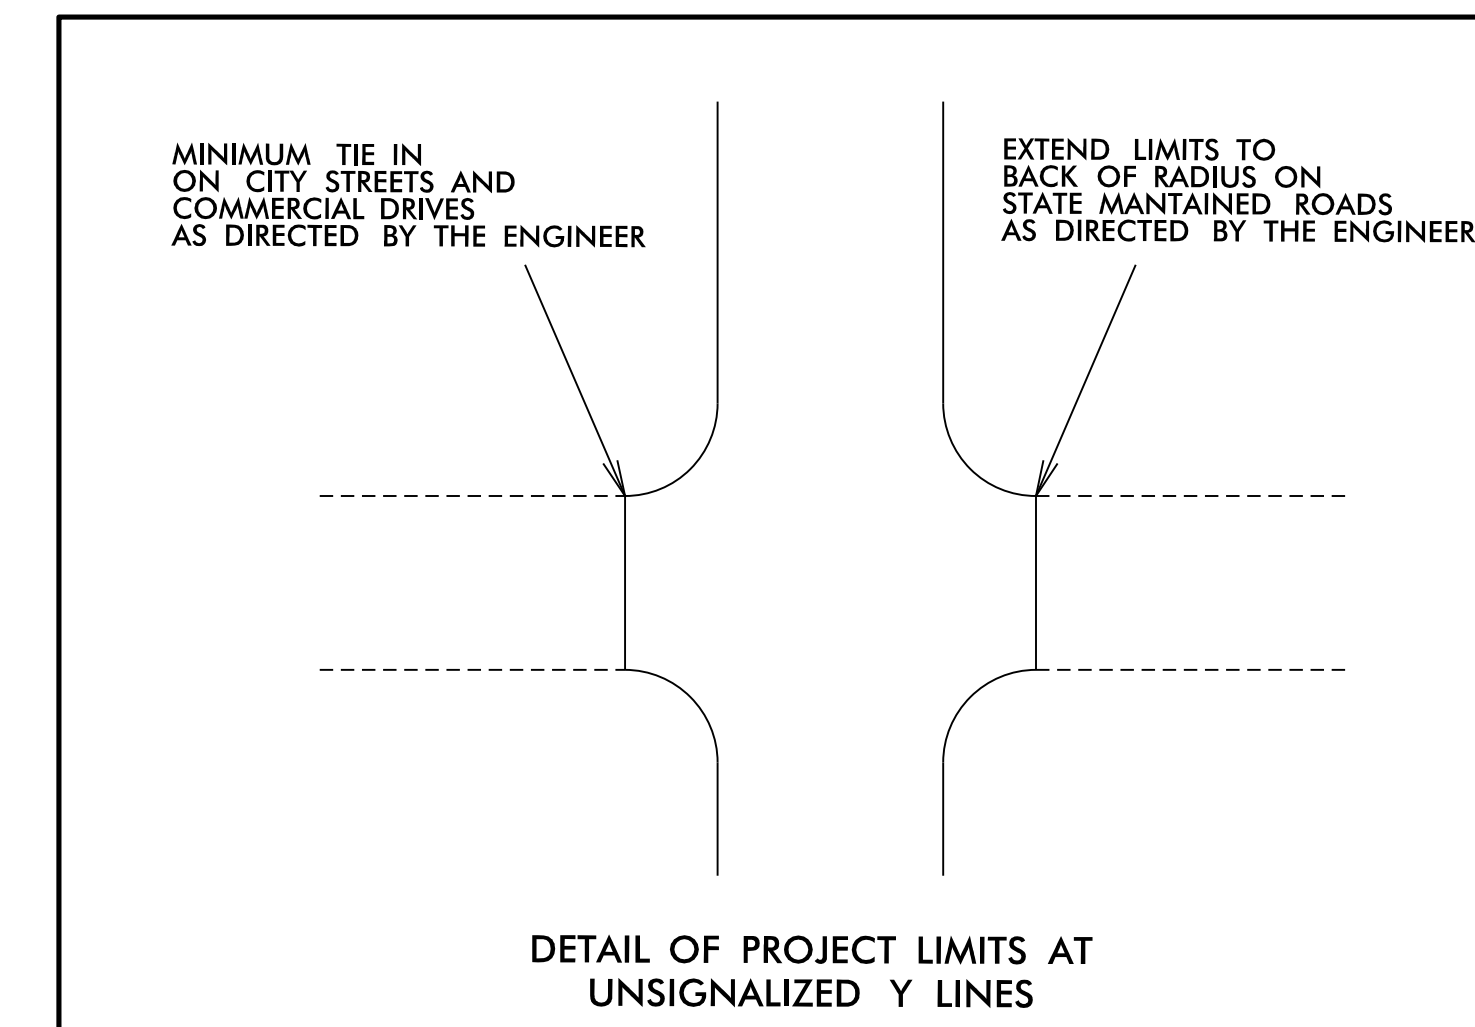 MINIMUM TIE IN
ON CITY STREETS AND
COMMERCIAL DRIVES
AS DIRECTED BY THE ENGINEER
EXTEND LIMITS TO
BACK OF RADIUS ON
STATE MANTAINED ROADS
AS DIRECTED BY THE ENGINEER
DETAIL OF PROJECT LIMITS AT
UNSIGNALIZED Y LINES